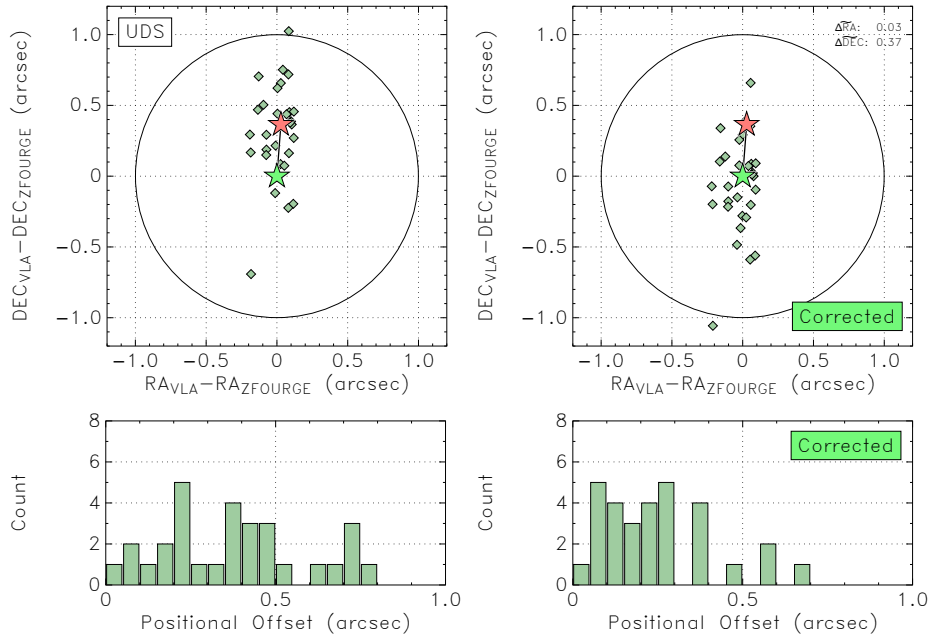 UDS
1.0
0.5
0
−0.5
−1.0
DEC_VLA−DEC_ZFOURGE (arcsec)
−1.0 −0.5 0 0.5 1.0
RA_VLA−RA_ZFOURGE (arcsec)
ΔRA: 0.03
ΔDEC: 0.37
1.0
0.5
0
−0.5
−1.0
DEC_VLA−DEC_ZFOURGE (arcsec)
Corrected
−1.0 −0.5 0 0.5 1.0
RA_VLA−RA_ZFOURGE (arcsec)
8
6
4
2
0
Count
0 0.5 1.0
Positional Offset (arcsec)
Corrected
8
6
4
2
0
Count
0 0.5 1.0
Positional Offset (arcsec)